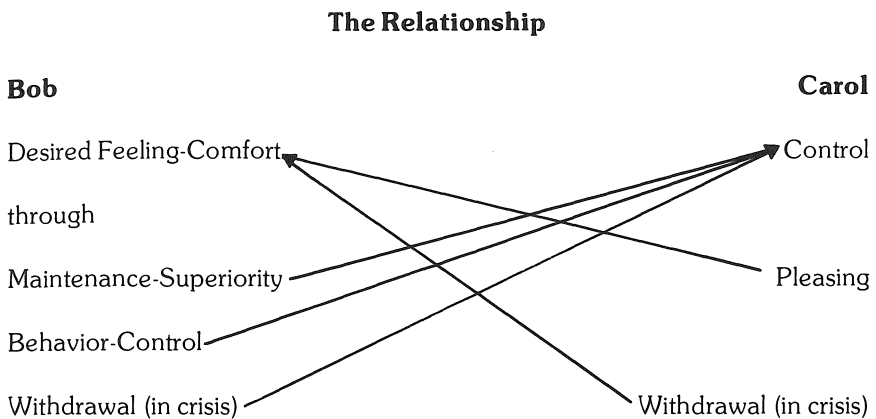 The Relationship
Bob Carol
Desired Feeling-Comfort Control
through
Maintenance-Superiority Pleasing
Behavior-Control
Withdrawal (in crisis) Withdrawal (in crisis)